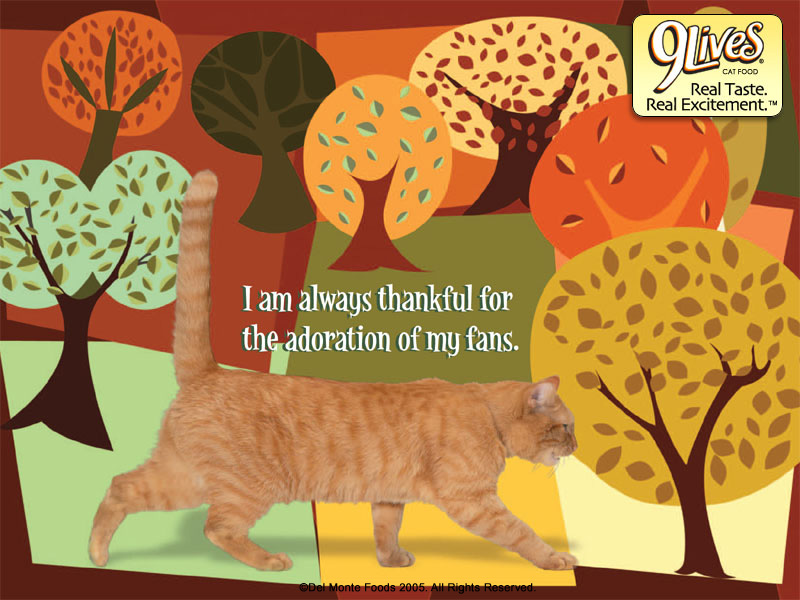 9Lives®
CAT FOOD
Real Taste.
Real Excitement.™
I am always thankful for
the adoration of my fans.
©Del Monte Foods 2005. All Rights Reserved.